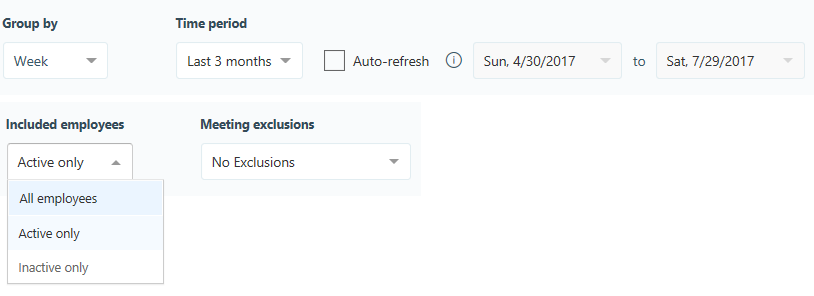 Group by
Time period
Week
Last 3 months
Auto-refresh
Sun, 4/30/2017
to
Sat, 7/29/2017
Included employees
Meeting exclusions
Active only
No Exclusions
All employees
Active only
Inactive only